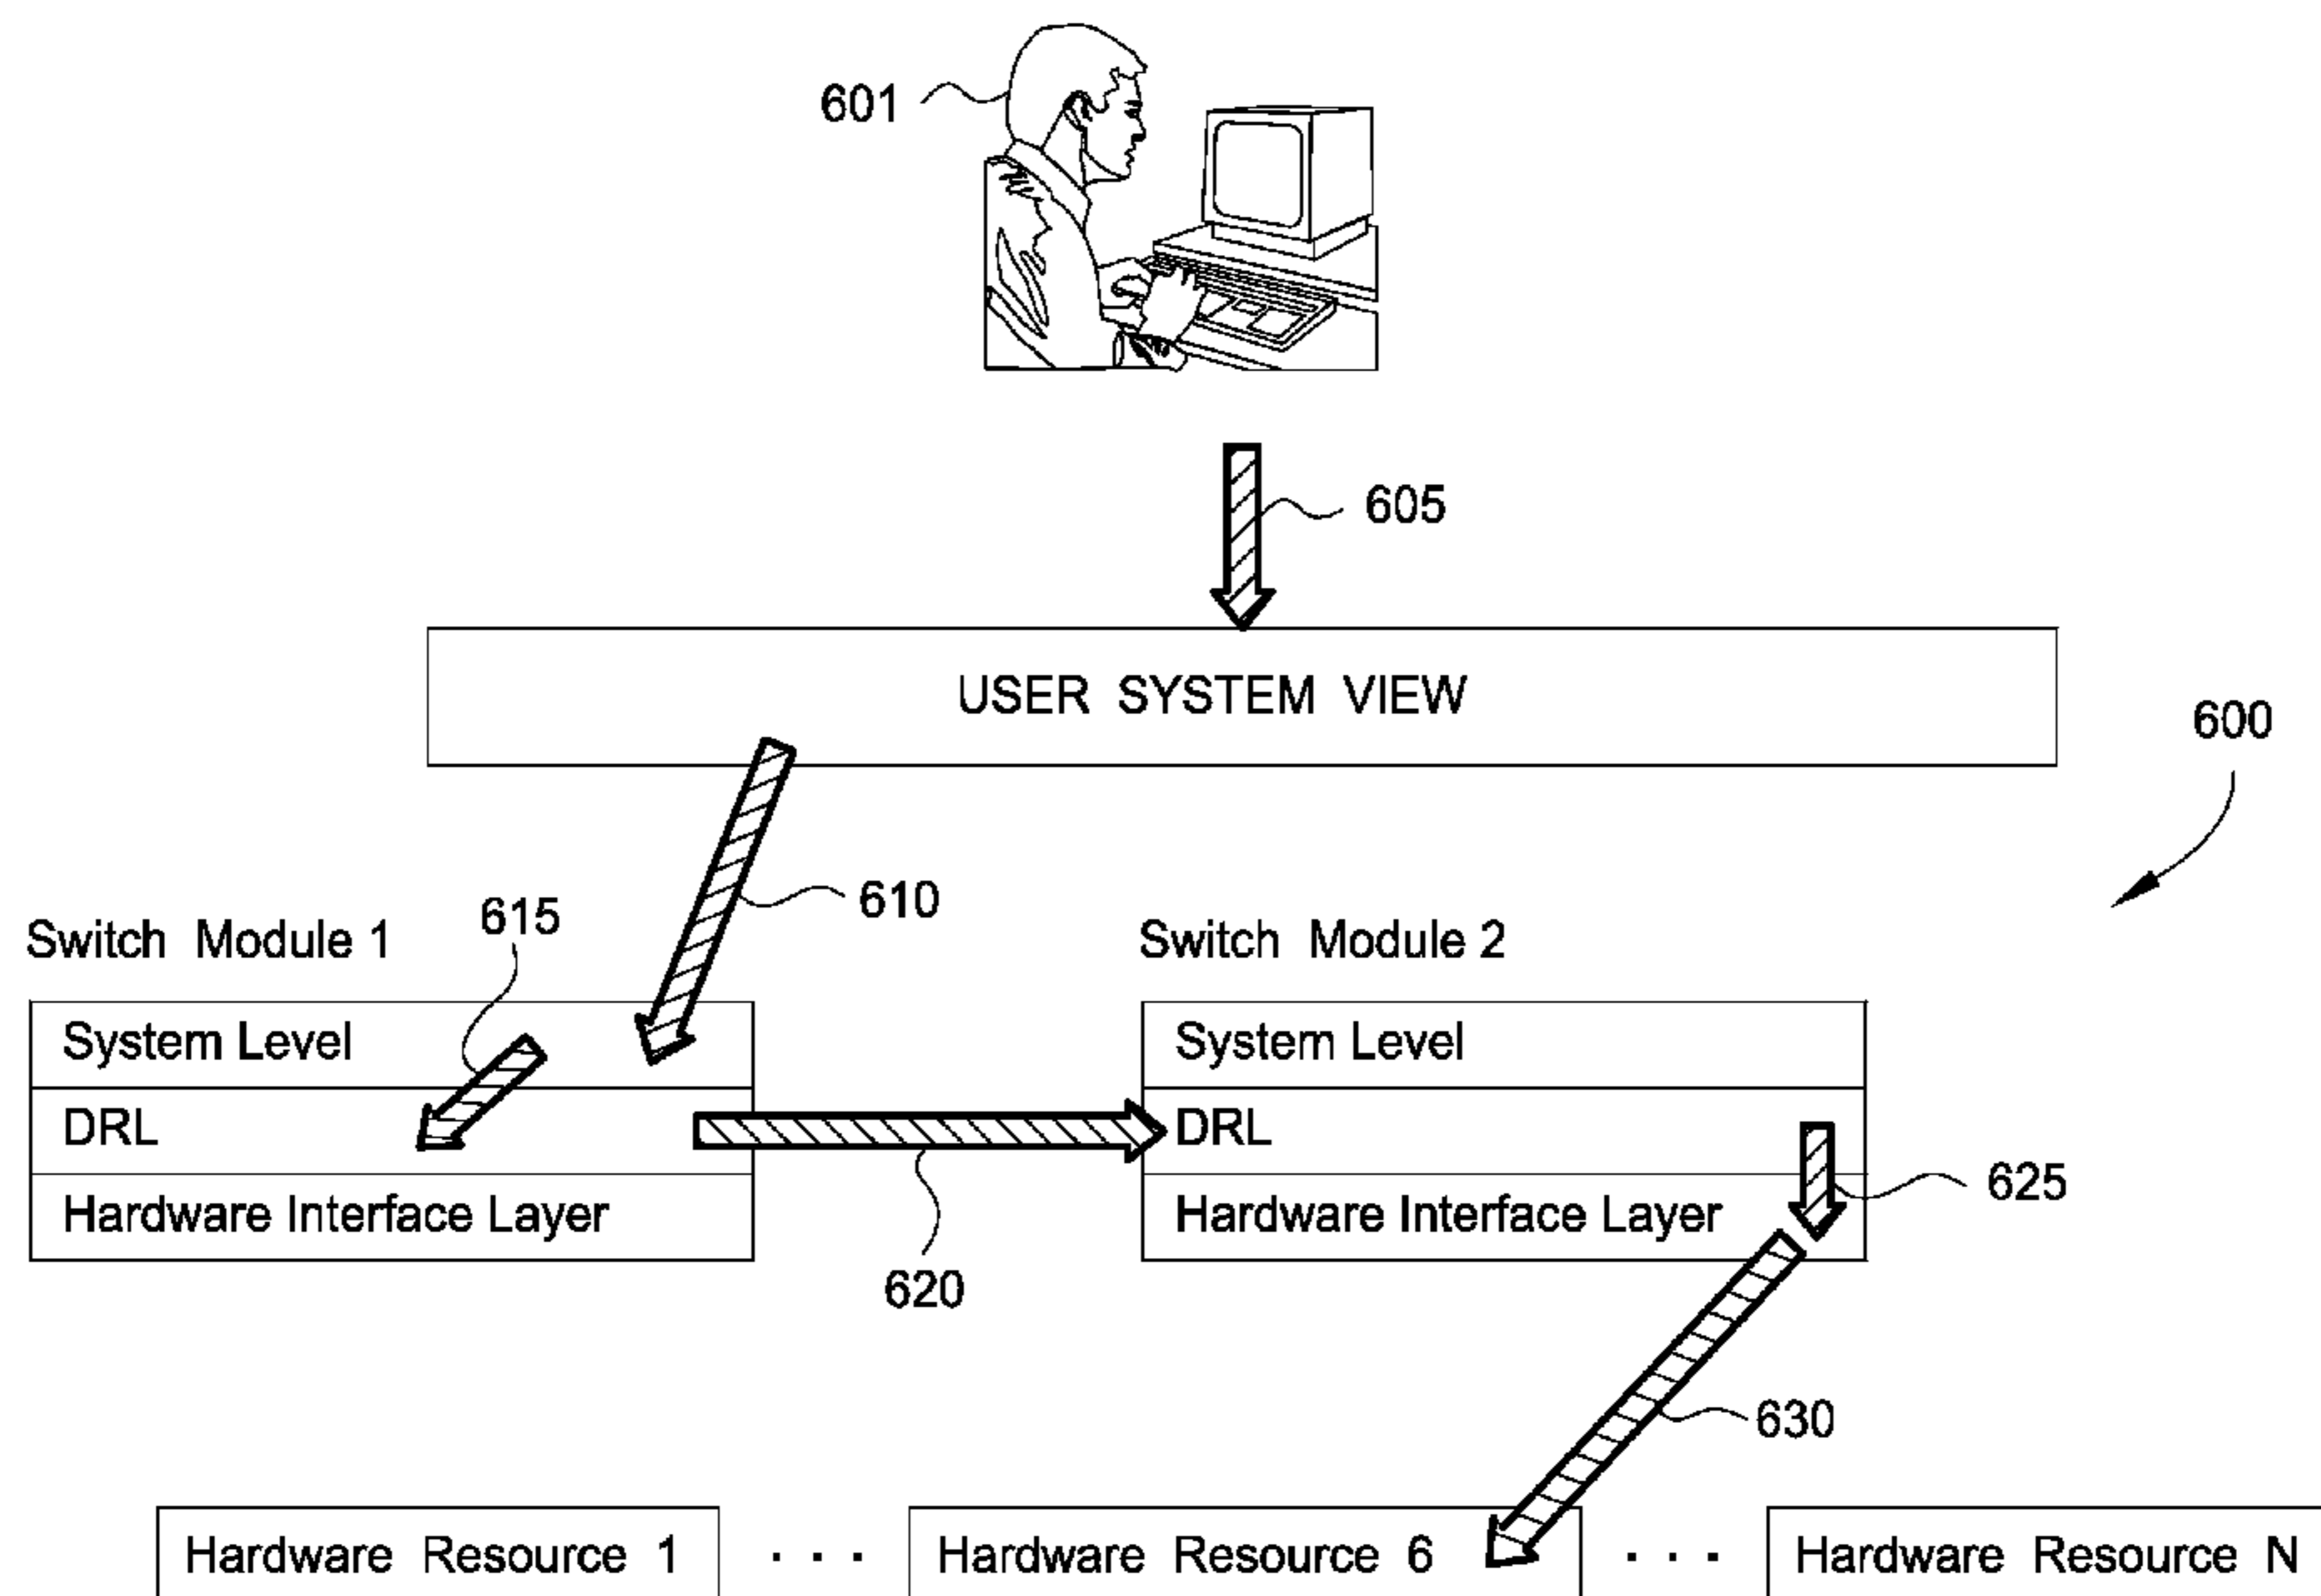 601
605
USER SYSTEM VIEW
600
610
615
Switch Module 1
Switch Module 2
System Level
DRL
Hardware Interface Layer
System Level
DRL
Hardware Interface Layer
625
620
630
Hardware Resource 1 . . . Hardware Resource 6 . . . Hardware Resource N